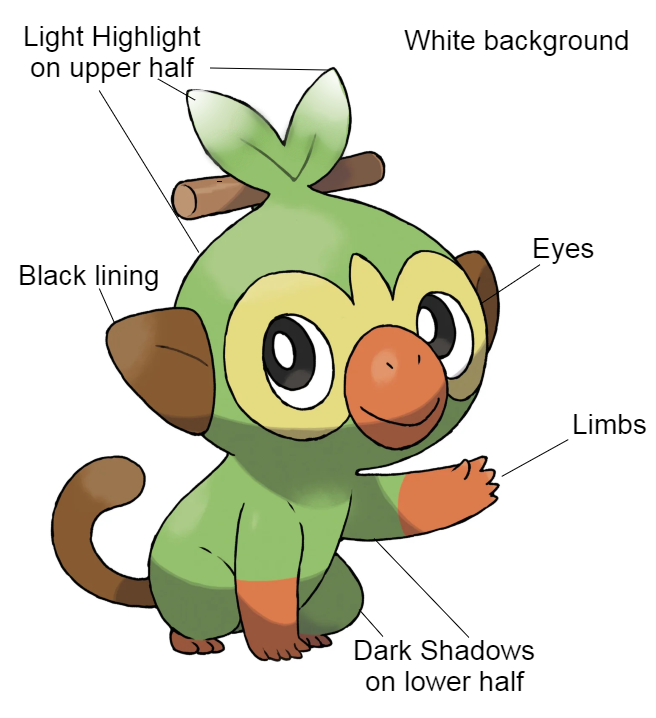 Light Highlight
on upper half
White background
Eyes
Black lining
Limbs
Dark Shadows
on lower half